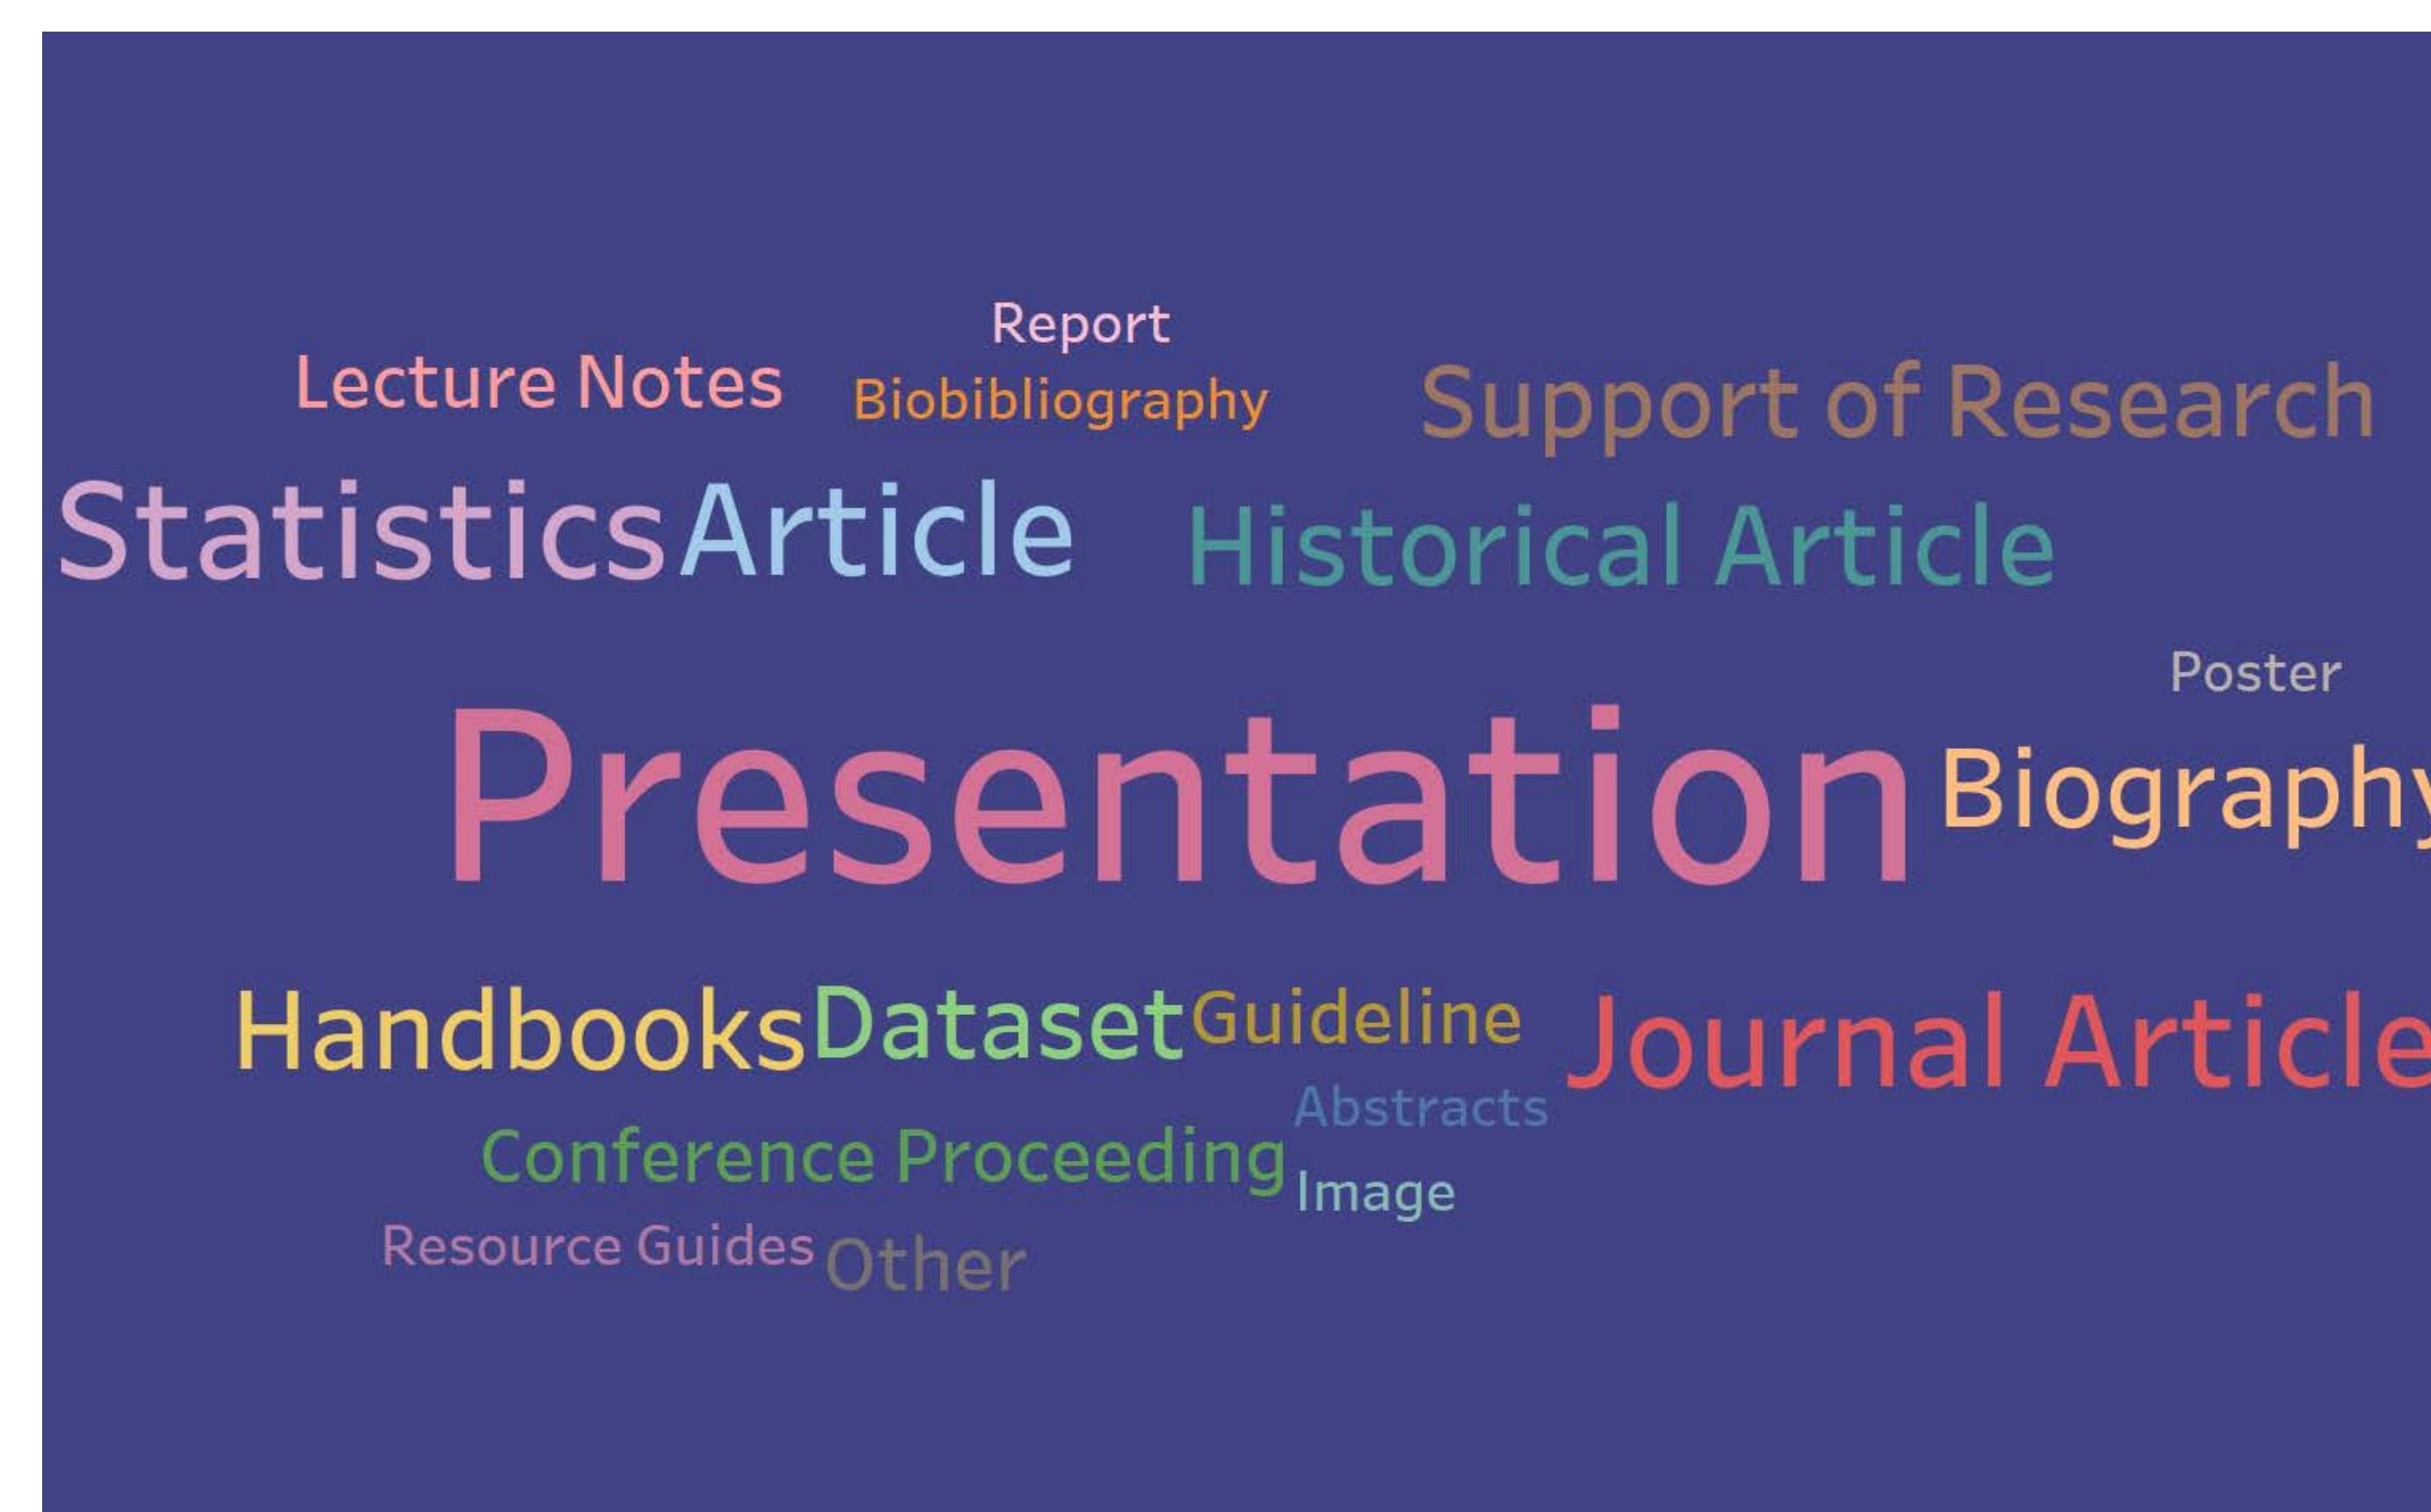 Report
Lecture Notes
Biobibliography
Support of Research
Statistics
Article
Historical Article
Poster
Presentation
Biography
Handbooks
Dataset
Guideline
Journal Article
Abstracts
Conference Proceeding
Image
Resource Guides
Other